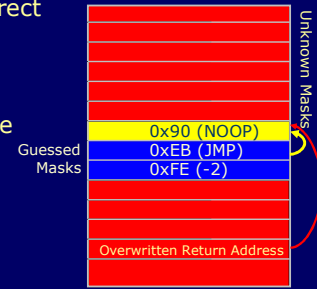 rect
Unknown Masks
e
0x90 (NOOP)
Guessed
Masks
0xEB (JMP)
0xFE (-2)
Overwritten Return Address